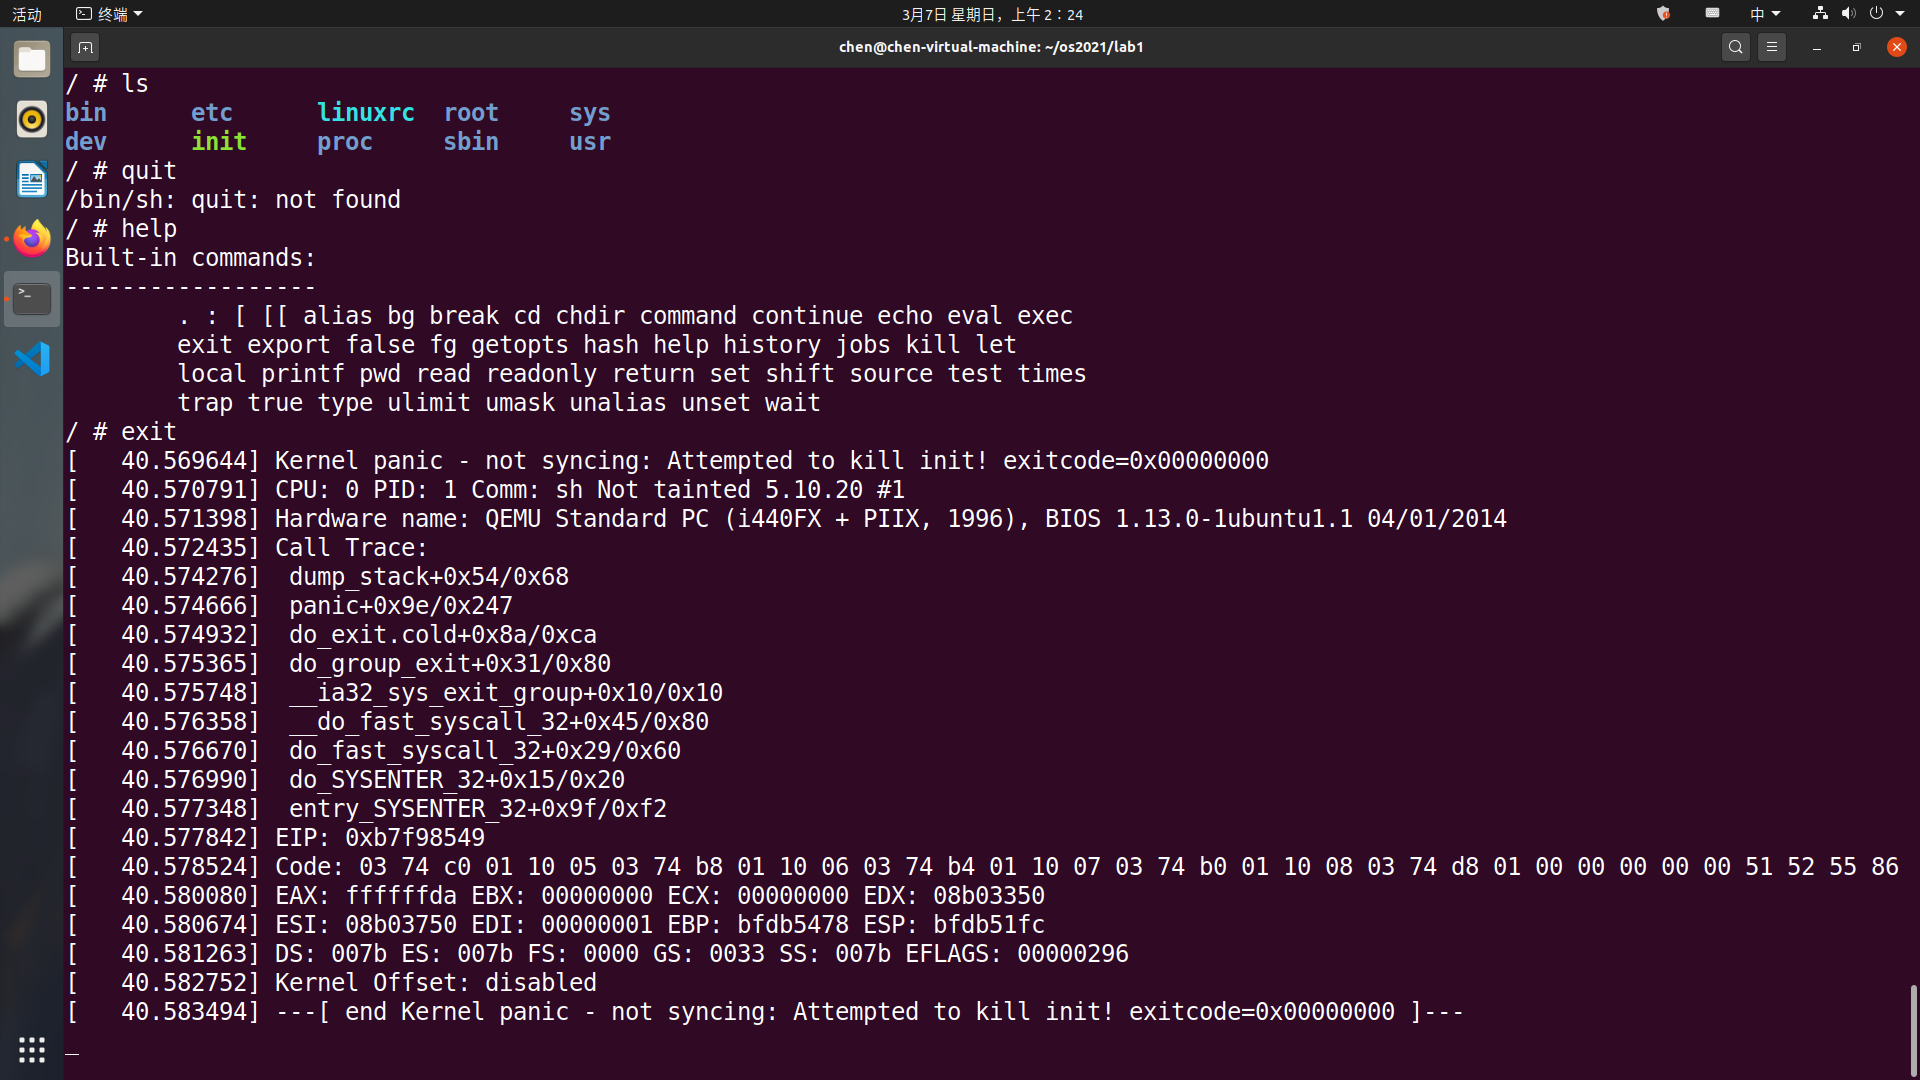 活动 终端 3月7日 星期日，上午 2：24 中
chen@chen-virtual-machine: ~/os2021/lab1
/ # ls
bin etc linuxrc root sys
dev init proc sbin usr
/ # quit
/bin/sh: quit: not found
/ # help
Built-in commands:
------------------
. : [ [[ alias bg break cd chdir command continue echo eval exec
exit export false fg getopts hash help history jobs kill let
local printf pwd read readonly return set shift source test times
trap true type ulimit umask unalias unset wait
/ # exit
[   40.569644] Kernel panic - not syncing: Attempted to kill init! exitcode=0x00000000
[   40.570791] CPU: 0 PID: 1 Comm: sh Not tainted 5.10.20 #1
[   40.571398] Hardware name: QEMU Standard PC (i440FX + PIIX, 1996), BIOS 1.13.0-1ubuntu1.1 04/01/2014
[   40.572435] Call Trace:
[   40.574276]  dump_stack+0x54/0x68
[   40.574666]  panic+0x9e/0x247
[   40.574932]  do_exit.cold+0x8a/0xca
[   40.575365]  do_group_exit+0x31/0x80
[   40.575748]  __ia32_sys_exit_group+0x10/0x10
[   40.576358]  __do_fast_syscall_32+0x45/0x80
[   40.576670]  do_fast_syscall_32+0x29/0x60
[   40.576990]  do_SYSENTER_32+0x15/0x20
[   40.577348]  entry_SYSENTER_32+0x9f/0xf2
[   40.577842] EIP: 0xb7f98549
[   40.578524] Code: 03 74 c0 01 10 05 03 74 b8 01 10 06 03 74 b4 01 10 07 03 74 b0 01 10 08 03 74 d8 01 00 00 00 00 00 51 52 55 86
[   40.580080] EAX: ffffffda EBX: 00000000 ECX: 00000000 EDX: 08b03350
[   40.580674] ESI: 08b03750 EDI: 00000001 EBP: bfdb5478 ESP: bfdb51fc
[   40.581263] DS: 007b ES: 007b FS: 0000 GS: 0033 SS: 007b EFLAGS: 00000296
[   40.582752] Kernel Offset: disabled
[   40.583494] ---[ end Kernel panic - not syncing: Attempted to kill init! exitcode=0x00000000 ]---